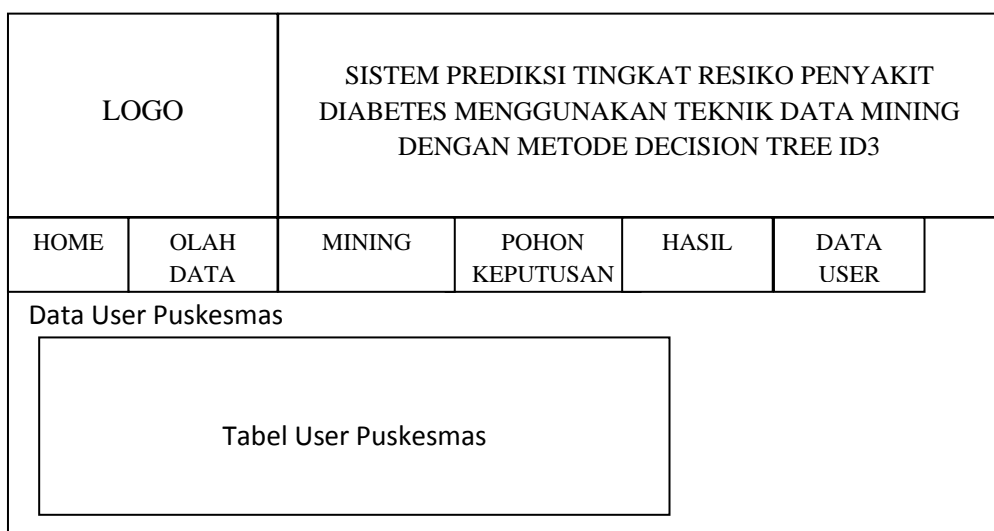 LOGO
SISTEM PREDIKSI TINGKAT RESIKO PENYAKIT
DIABETES MENGGUNAKAN TEKNIK DATA MINING
DENGAN METODE DECISION TREE ID3
HOME
OLAH
DATA
MINING
POHON
KEPUTUSAN
HASIL
DATA
USER
Data User Puskesmas
Tabel User Puskesmas